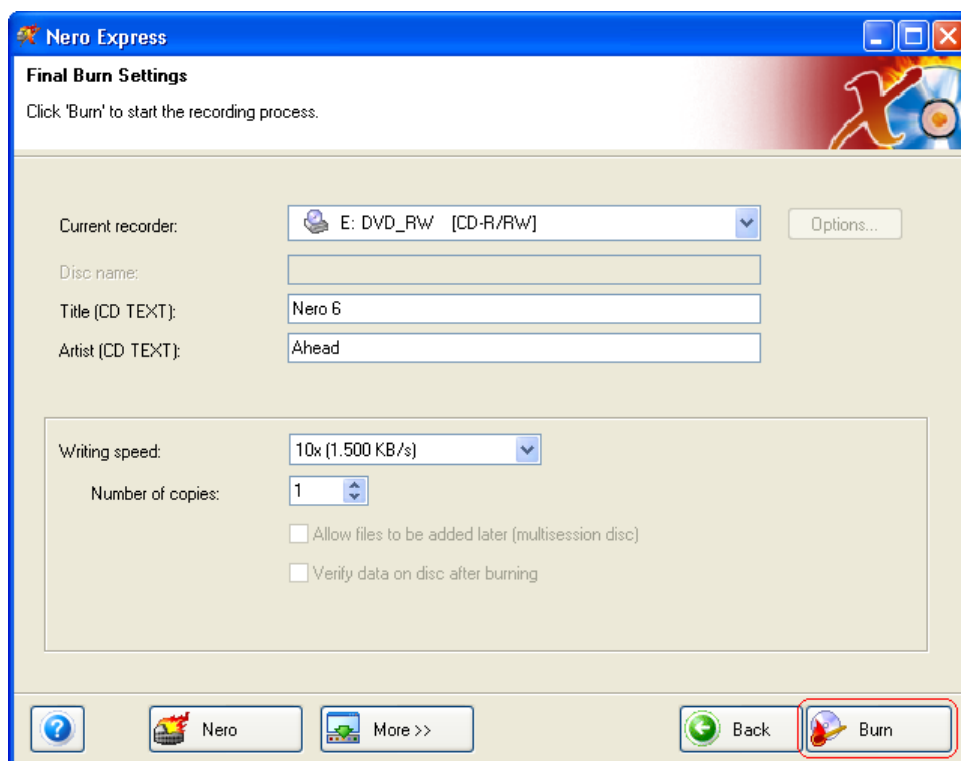 Nero Express
Final Burn Settings
Click 'Burn' to start the recording process.
Current recorder:
E: DVD_RW [CD-R/RW]
Options...
Disc name:
Title (CD TEXT):
Nero 6
Artist (CD TEXT):
Ahead
Writing speed:
10x (1.500 KB/s)
Number of copies:
1
Allow files to be added later (multisession disc)
Verify data on disc after burning
?
Nero
More >>
Back
Burn